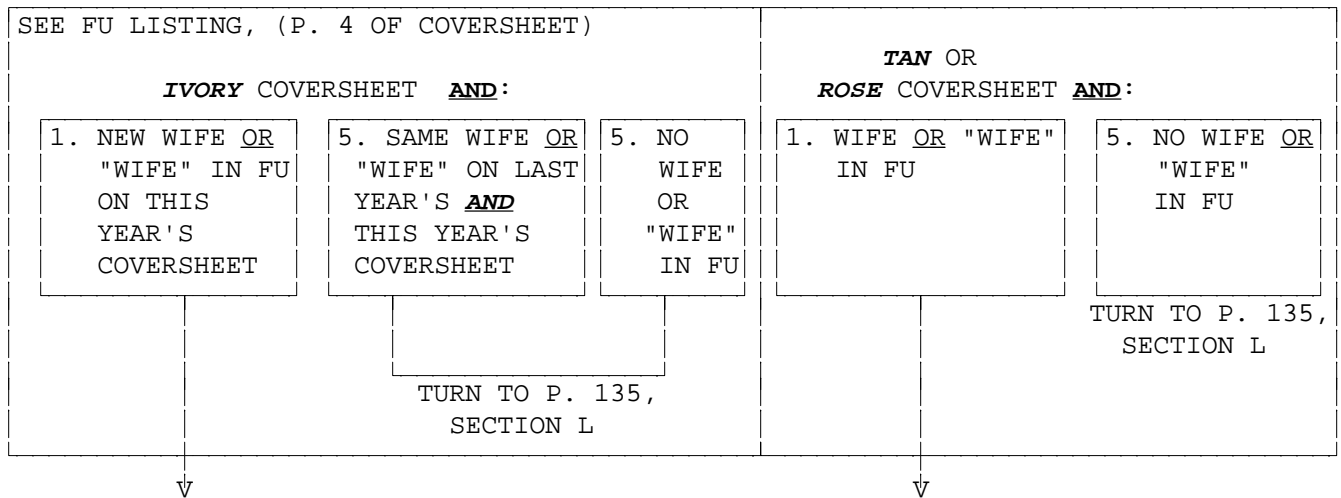 SEE FU LISTING, (P. 4 OF COVERSHEET)
IVORY COVERSHEET AND:
1. NEW WIFE OR
"WIFE" IN FU
ON THIS
YEAR'S
COVERSHEET
5. SAME WIFE OR
"WIFE" ON LAST
YEAR'S AND
THIS YEAR'S
COVERSHEET
5. NO
WIFE
OR
"WIFE"
IN FU
TURN TO P. 135,
SECTION L
TAN OR
ROSE COVERSHEET AND:
1. WIFE OR "WIFE"
IN FU
5. NO WIFE OR
"WIFE"
IN FU
TURN TO P. 135,
SECTION L